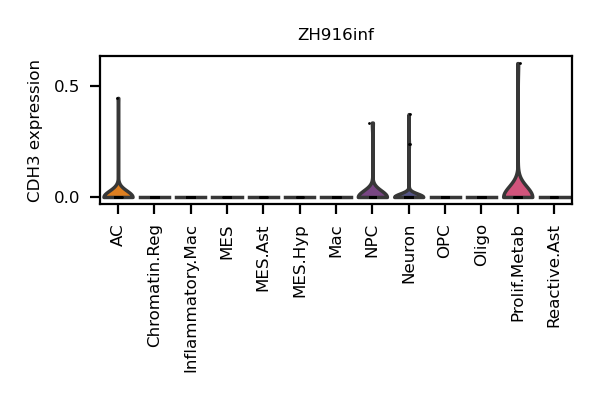 ZH916inf
CDH3 expression
0.5
0.0
AC
Chromatin.Reg
Inflammatory.Mac
MES
MES.Ast
MES.Hyp
Mac
NPC
Neuron
OPC
Oligo
Prolif.Metab
Reactive.Ast